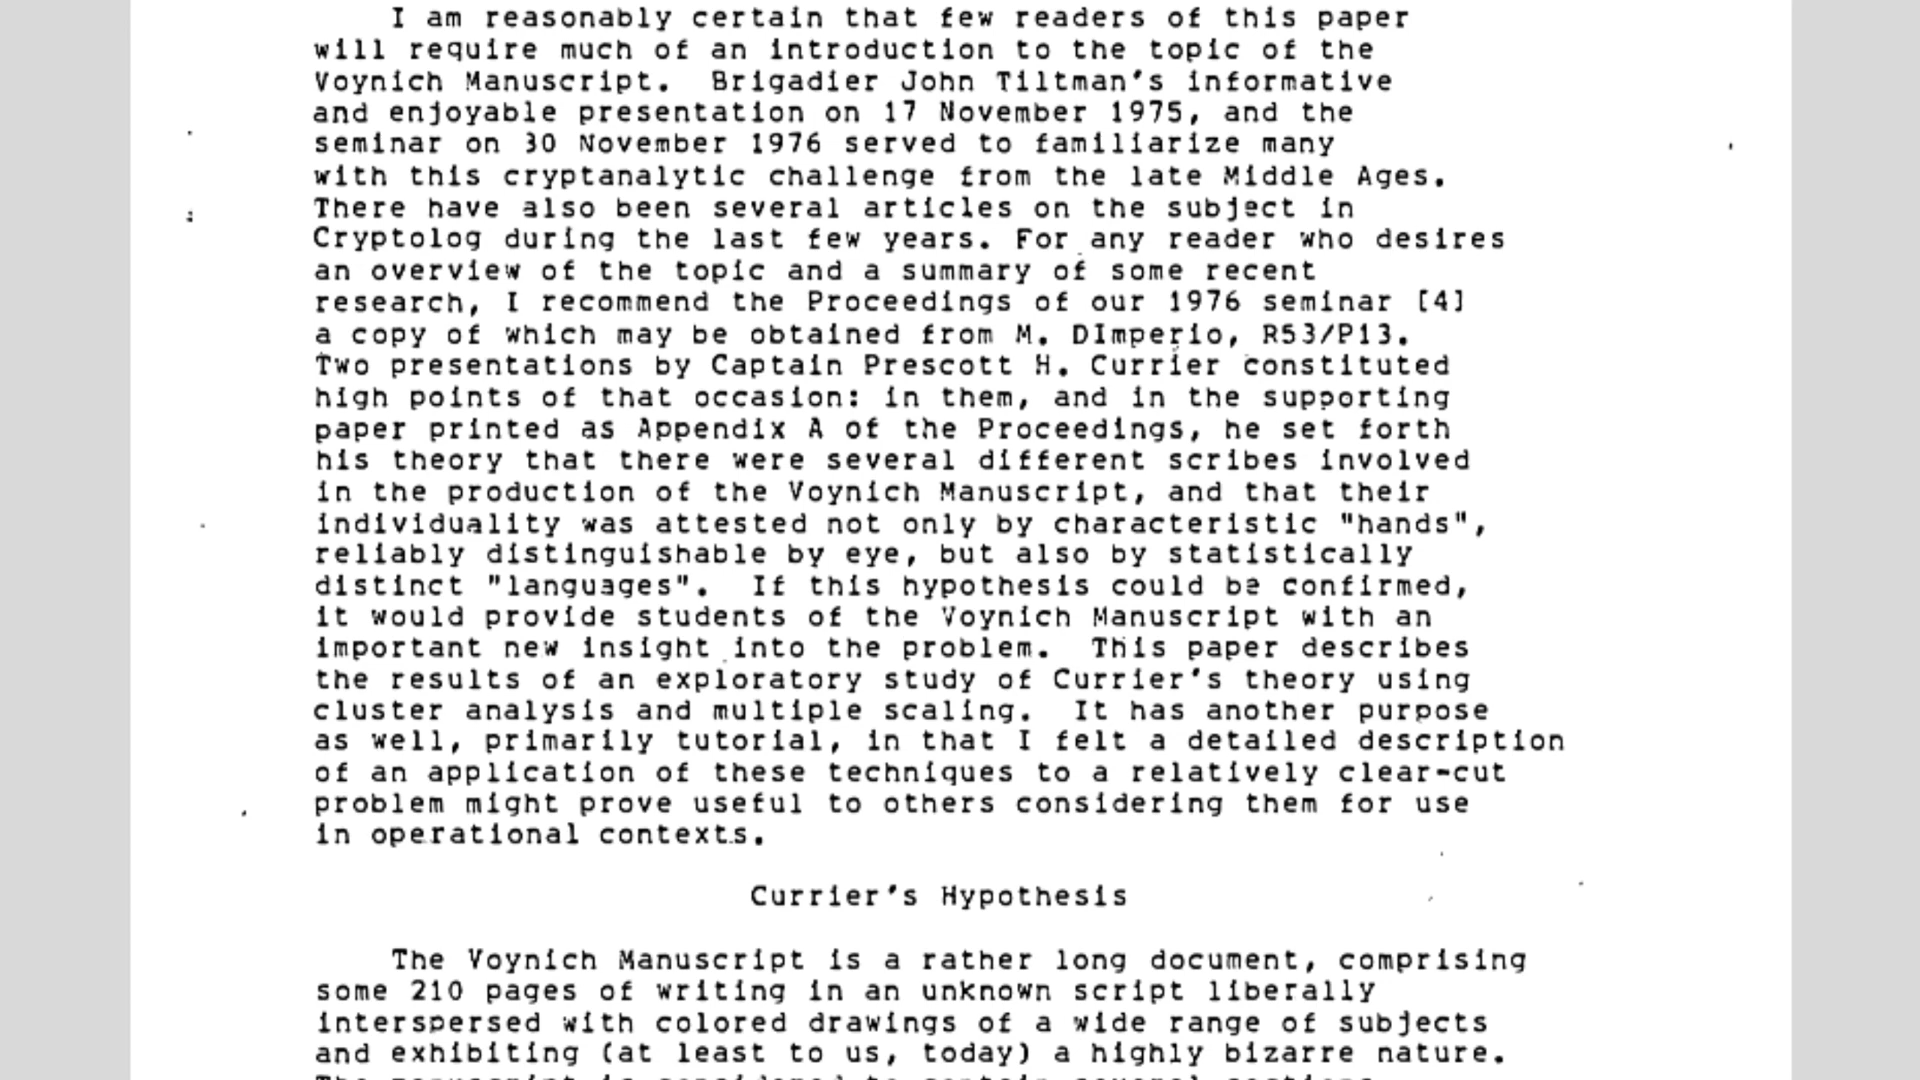 I am reasonably certain that few readers of this paper
will require much of an introduction to the topic of the
Voynich Manuscript. Brigadier John Tiltman's informative
and enjoyable presentation on 17 November 1975, and the
seminar on 30 November 1976 served to familiarize many
with this cryptanalytic challenge from the late Middle Ages.
There have also been several articles on the subject in
Cryptolog during the last few years. For any reader who desires
an overview of the topic and a summary of some recent
research, I recommend the Proceedings of our 1976 seminar [4]
a copy of which may be obtained from M. DImperio, R53/P13.
Two presentations by Captain Prescott H. Currier constituted
high points of that occasion: in them, and in the supporting
paper printed as Appendix A of the Proceedings, he set forth
his theory that there were several different scribes involved
in the production of the Voynich Manuscript, and that their
individuality was attested not only by characteristic "hands",
reliably distinguishable by eye, but also by statistically
distinct "languages". If this hypothesis could be confirmed,
it would provide students of the Voynich Manuscript with an
important new insight into the problem. This paper describes
the results of an exploratory study of Currier's theory using
cluster analysis and multiple scaling. It has another purpose
as well, primarily tutorial, in that I felt a detailed description
of an application of these techniques to a relatively clear-cut
problem might prove useful to others considering them for use
in operational contexts.
Currier's Hypothesis
The Voynich Manuscript is a rather long document, comprising
some 210 pages of writing in an unknown script liberally
interspersed with colored drawings of a wide range of subjects
and exhibiting (at least to us, today) a highly bizarre nature.